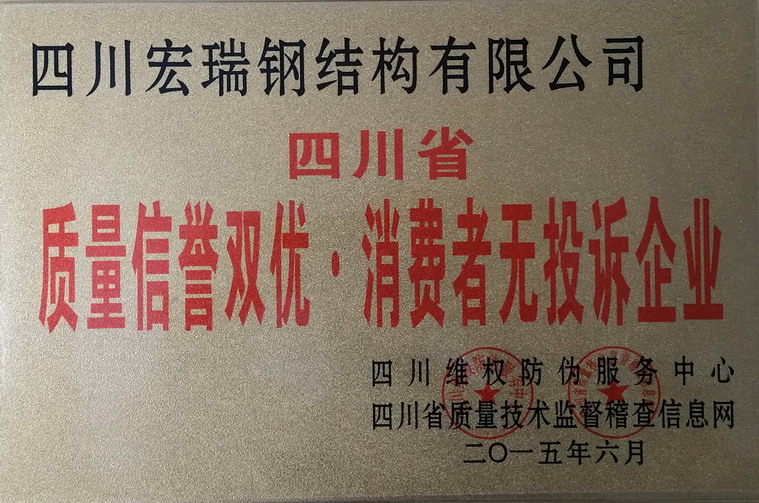 四川宏瑞钢结构有限公司
四川省
质量信誉双优·消费者无投诉企业
四川维权防伪服务中心
四川省质量技术监督稽查信息网
二〇一五年六月